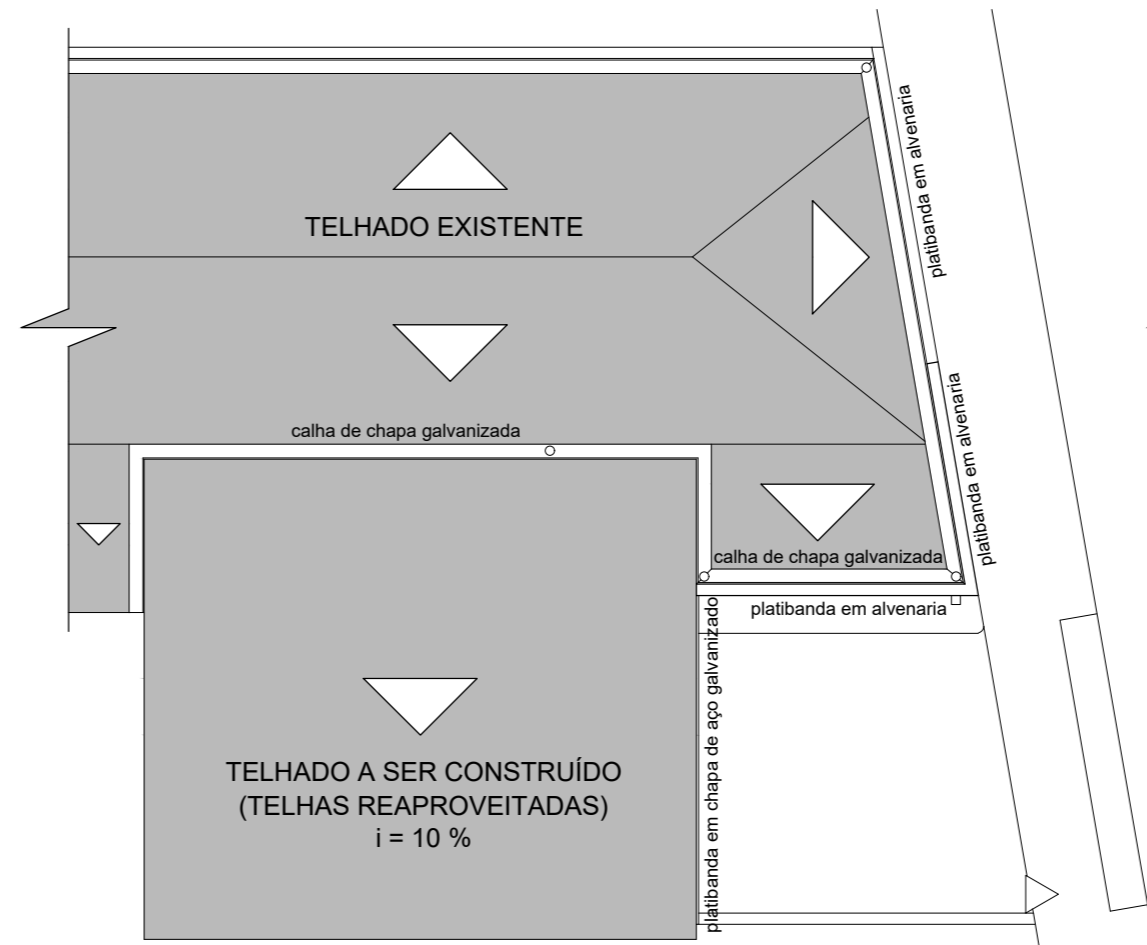 platibanda em alvenaria
TELHADO EXISTENTE
calha de chapa galvanizada
platibanda em alvenaria
calha de chapa galvanizada
platibanda em alvenaria
platibanda em chapa de aço galvanizado
TELHADO A SER CONSTRUÍDO
(TELHAS REAPROVEITADAS)
i = 10 %